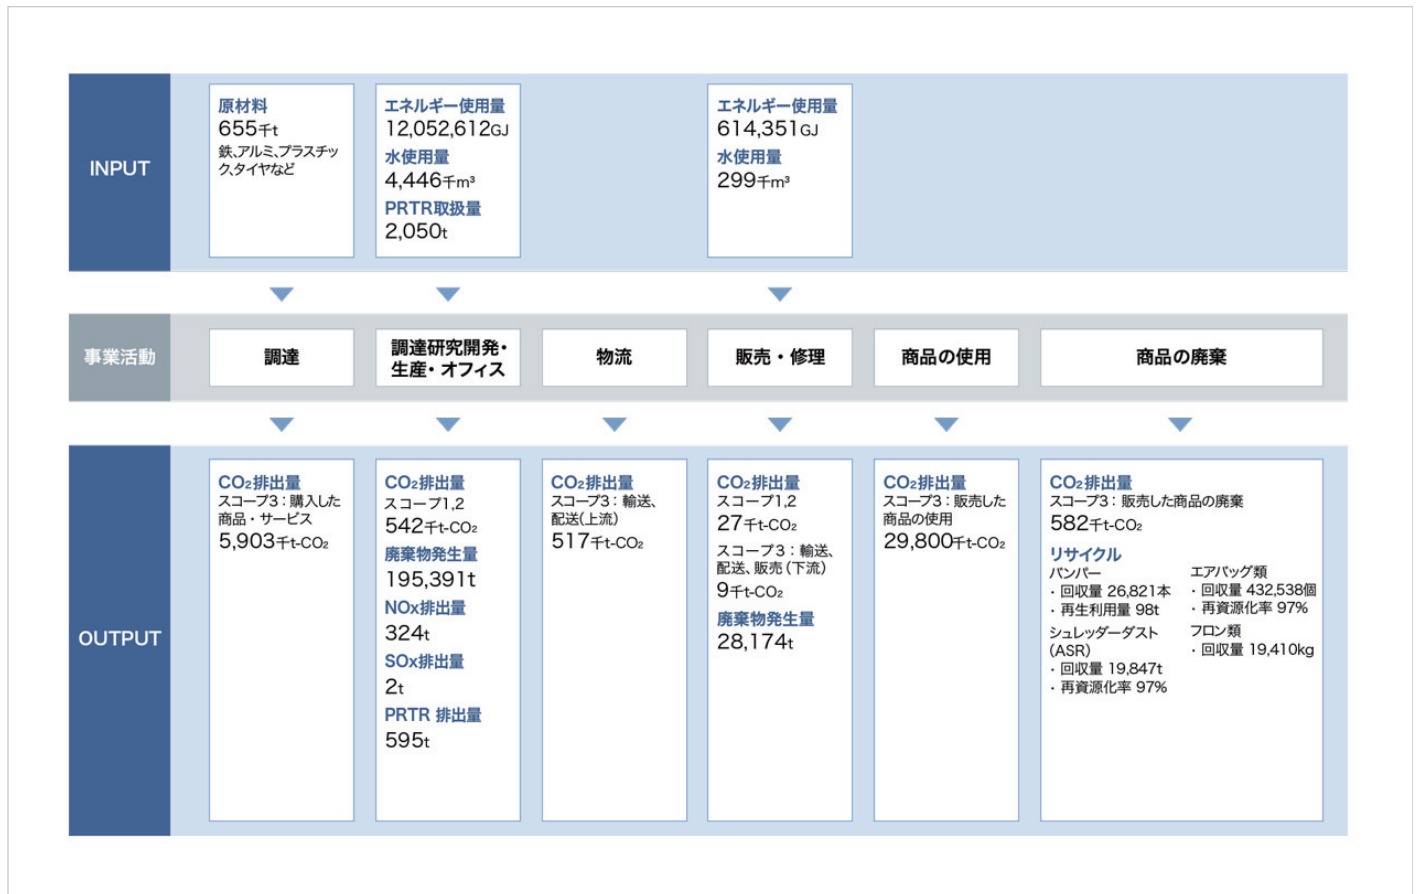 INPUT
原材料
655千t
鉄、アルミ、プラスチッ
ク、タイヤなど
エネルギー使用量
12,052,612GJ
水使用量
4,446千m³
PRTR取扱量
2,050t
エネルギー使用量
614,351GJ
水使用量
299千m³
事業活動
調達
調達研究開発・
生産・オフィス
物流
販売・修理
商品の使用
商品の廃棄
OUTPUT
CO₂排出量
スコープ3：購入した
商品・サービス
5,903千t-CO₂
CO₂排出量
スコープ1,2
542千t-CO₂
廃棄物発生量
195,391t
NOx排出量
324t
SOx排出量
2t
PRTR 排出量
595t
CO₂排出量
スコープ3：輸送、
配送(上流)
517千t-CO₂
CO₂排出量
スコープ1,2
27千t-CO₂
スコープ3：輸送、
配送、販売(下流)
9千t-CO₂
廃棄物発生量
28,174t
CO₂排出量
スコープ3：販売した
商品の使用
29,800千t-CO₂
CO₂排出量
スコープ3：販売した商品の廃棄
582千t-CO₂
リサイクル
バンパー
・回収量 26,821本
・再生利用量 98t
シュレッダーダスト
(ASR)
・回収量 19,847t
・再資源化率 97%
エアバッグ類
・回収量 432,538個
・再資源化率 97%
フロン類
・回収量 19,410kg